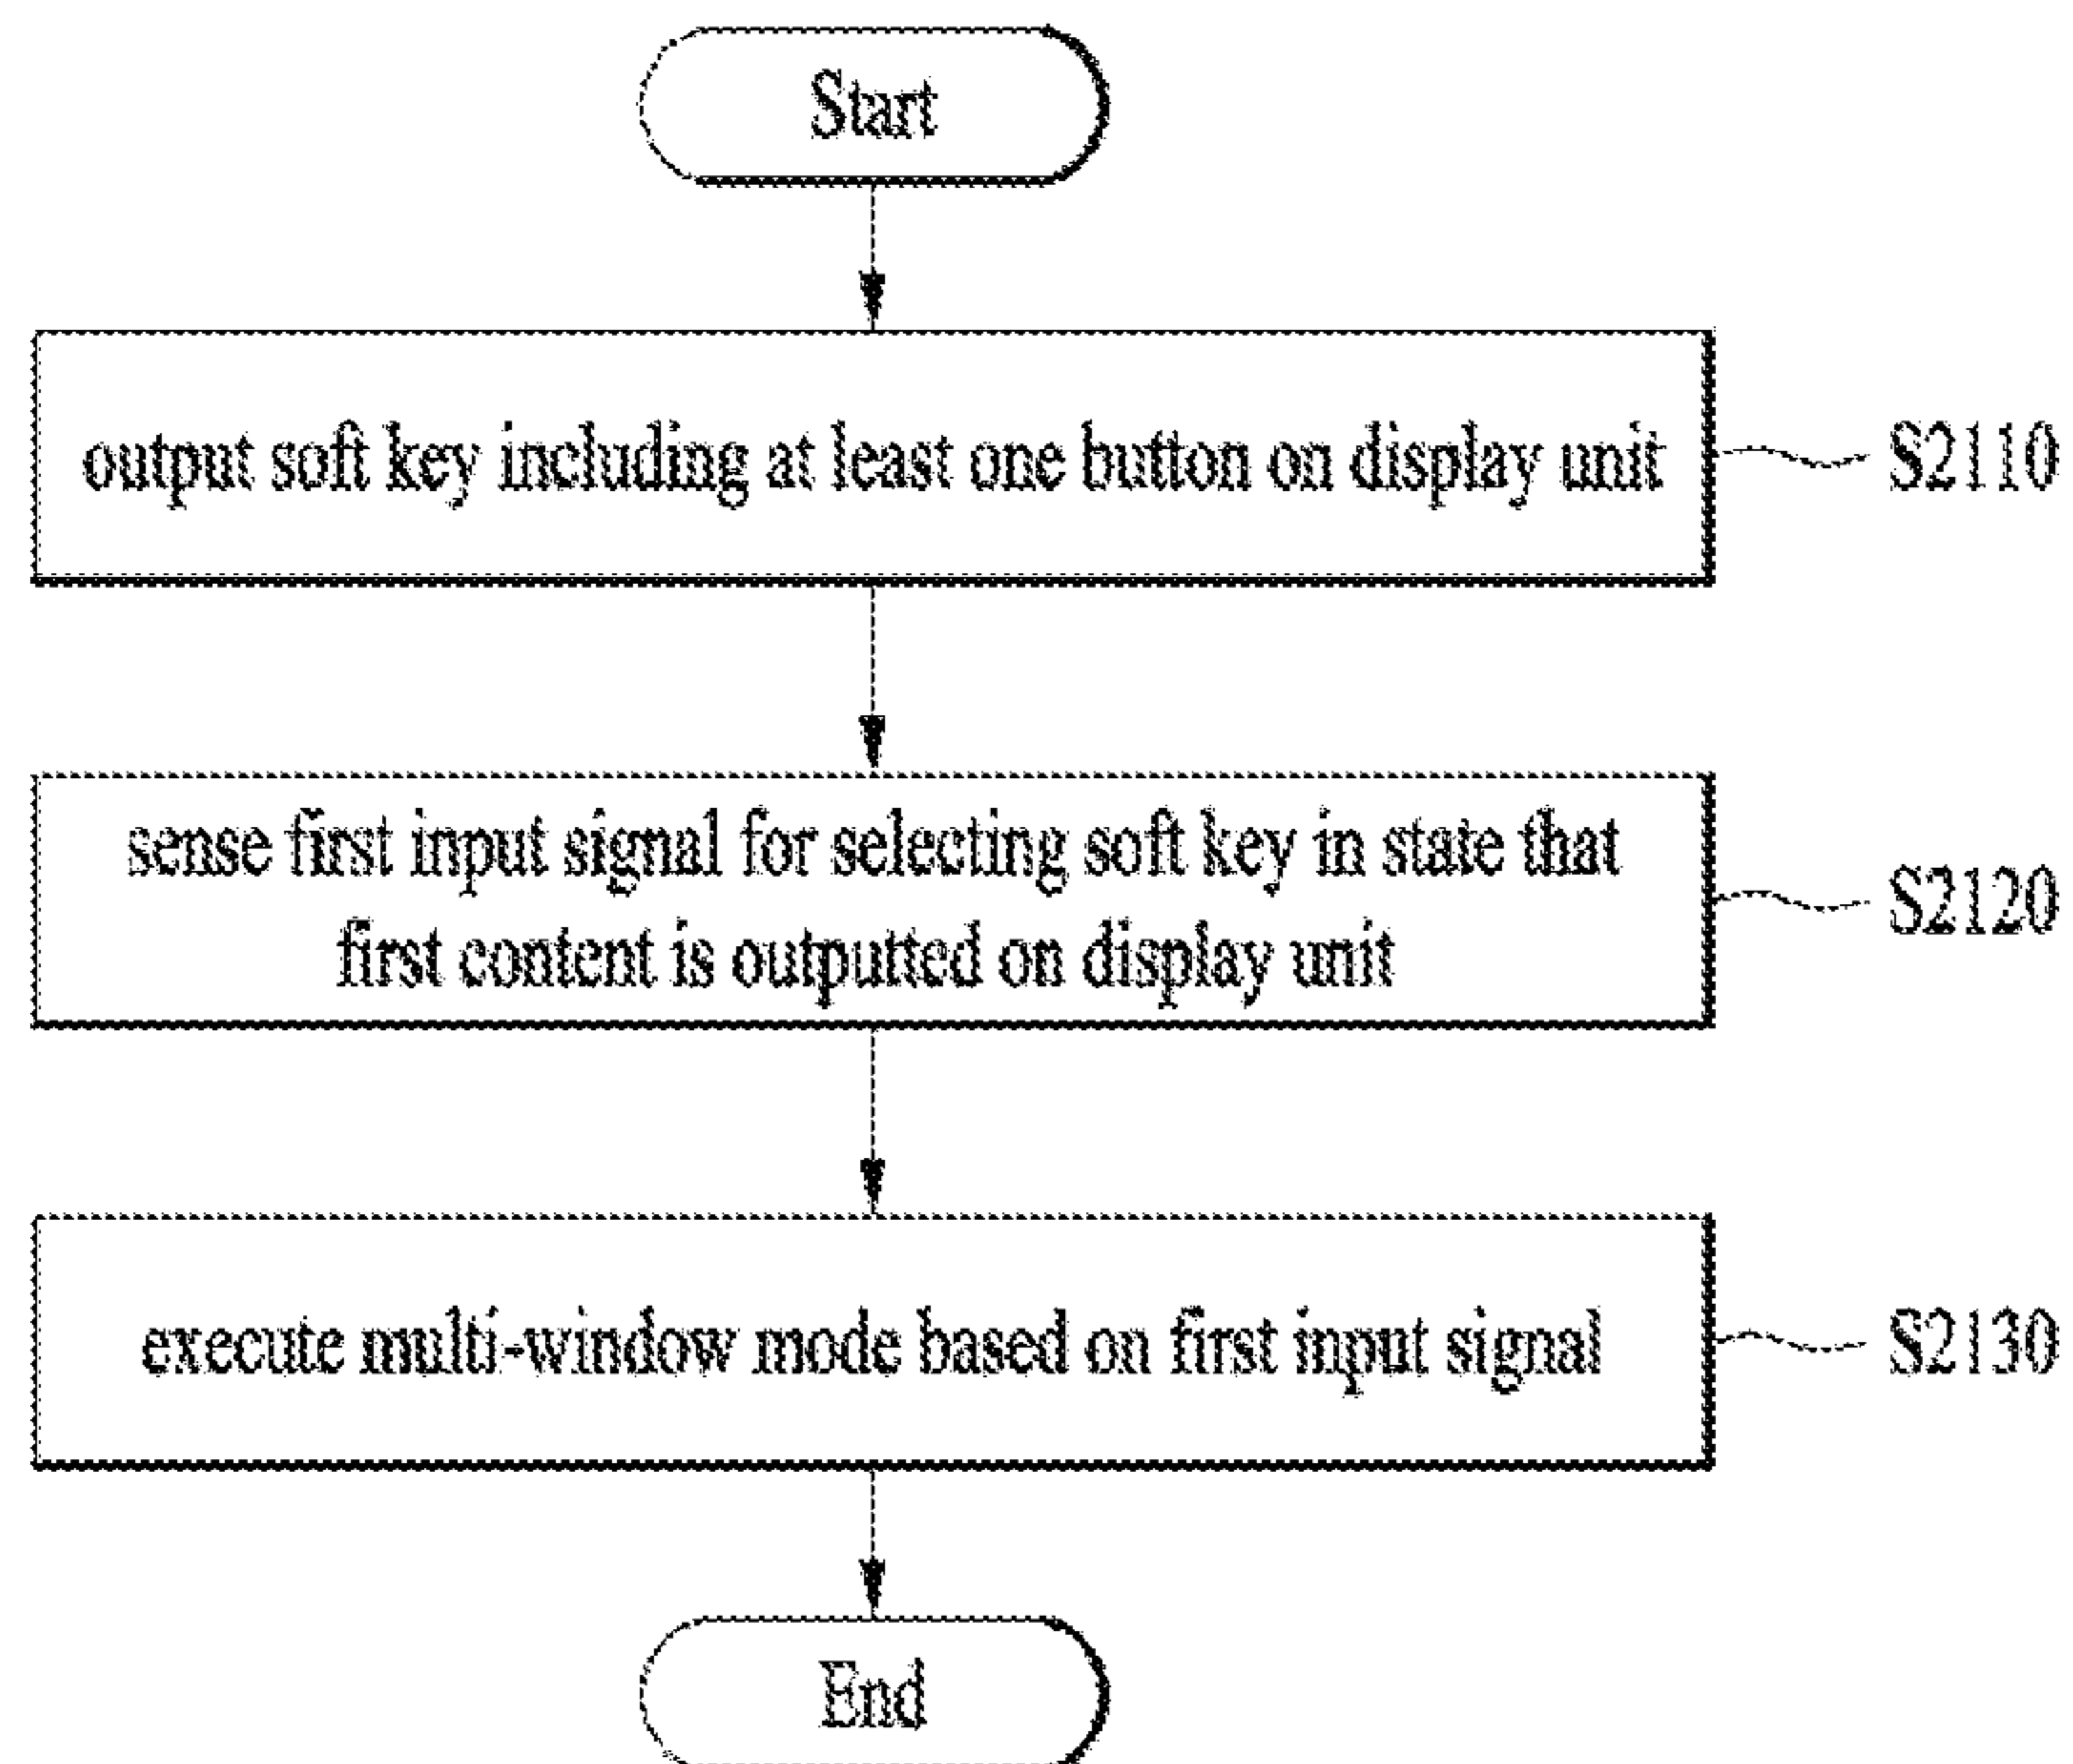 Start
output soft key including at least one button on display unit
S2110
sense first input signal for selecting soft key in state that
first content is outputted on display unit
S2120
execute multi-window mode based on first input signal
S2130
End